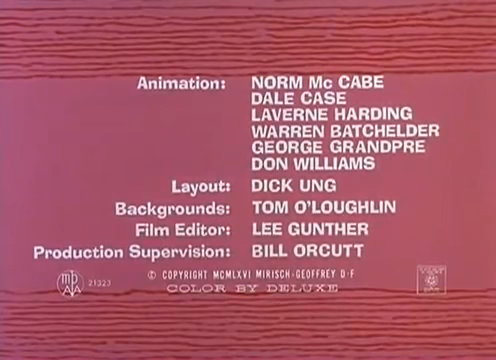 Animation: NORM Mc CABE
DALE CASE
LAVERNE HARDING
WARREN BATCHELDER
GEORGE GRANDPRE
DON WILLIAMS
Layout: DICK UNG
Backgrounds: TOM O'LOUGHLIN
Film Editor: LEE GUNTHER
Production Supervision: BILL ORCUTT
© COPYRIGHT MCMLXVI MIRISCH-GEOFFREY D-F
21323
COLOR BY DELUXE